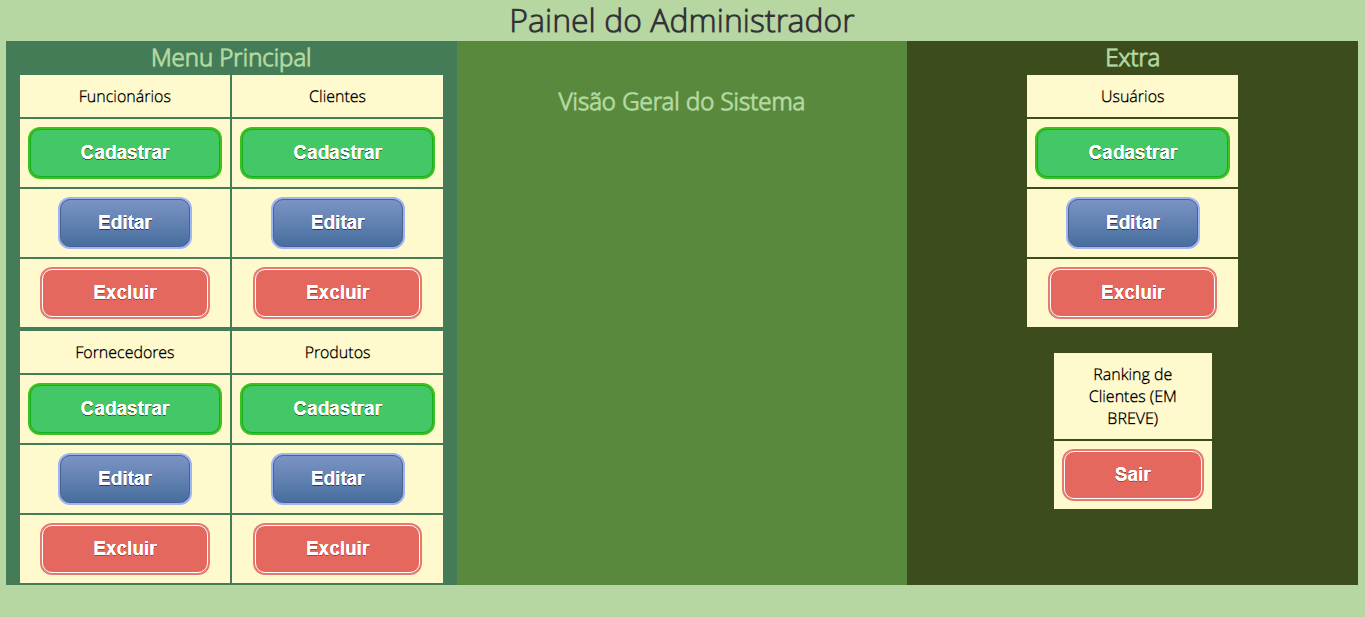 Painel do Administrador
Menu Principal
Funcionários
Clientes
Cadastrar
Cadastrar
Editar
Editar
Excluir
Excluir
Fornecedores
Produtos
Cadastrar
Cadastrar
Editar
Editar
Excluir
Excluir
Visão Geral do Sistema
Extra
Usuários
Cadastrar
Editar
Excluir
Ranking de
Clientes (EM
BREVE)
Sair